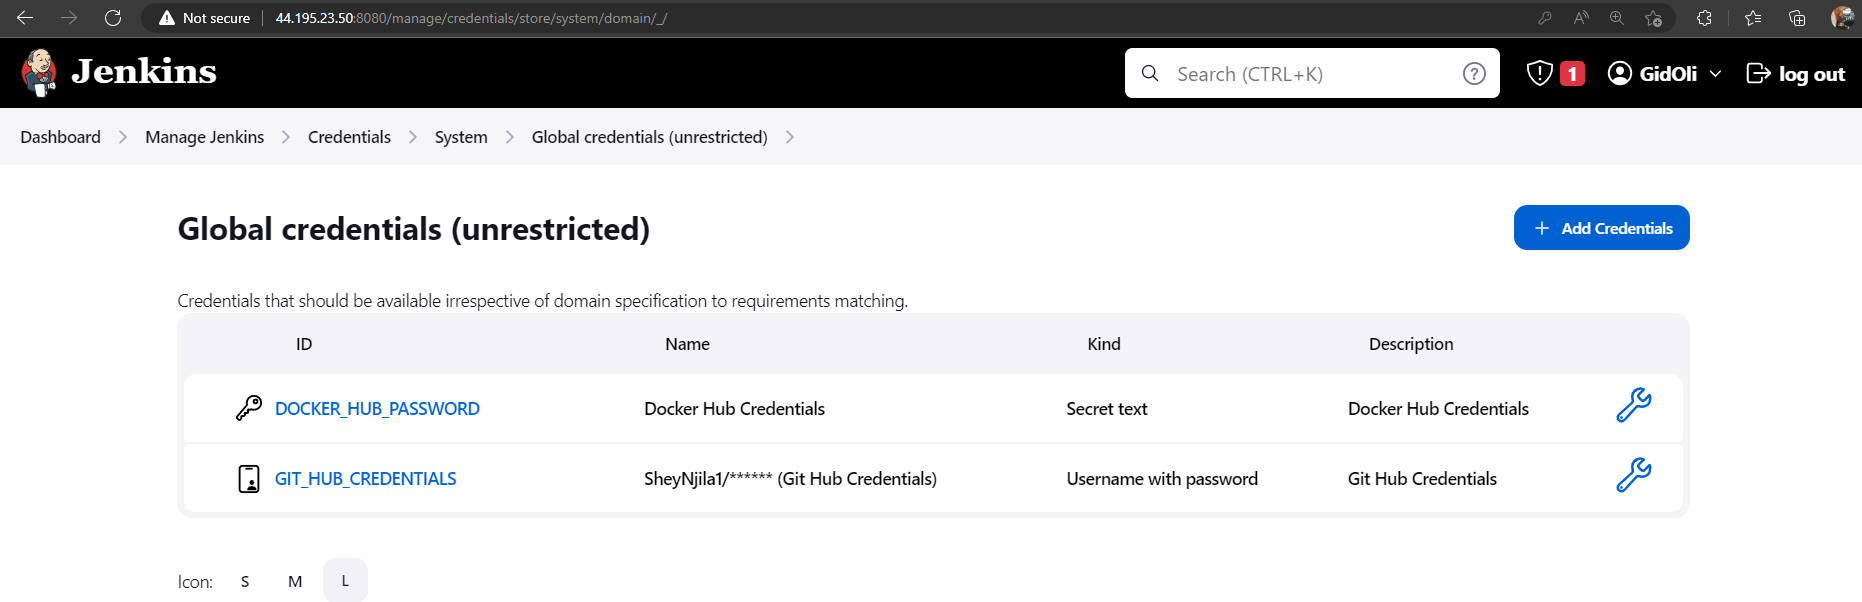 Not secure 44.195.23.50:8080/manage/credentials/store/system/domain/_/
Jenkins Search (CTRL+K) ? 1 GidOli log out
Dashboard Manage Jenkins Credentials System Global credentials (unrestricted)
Global credentials (unrestricted) + Add Credentials
Credentials that should be available irrespective of domain specification to requirements matching.
ID Name Kind Description
DOCKER_HUB_PASSWORD Docker Hub Credentials Secret text Docker Hub Credentials
GIT_HUB_CREDENTIALS SheyNjila1/****** (Git Hub Credentials) Username with password Git Hub Credentials
Icon: S M L